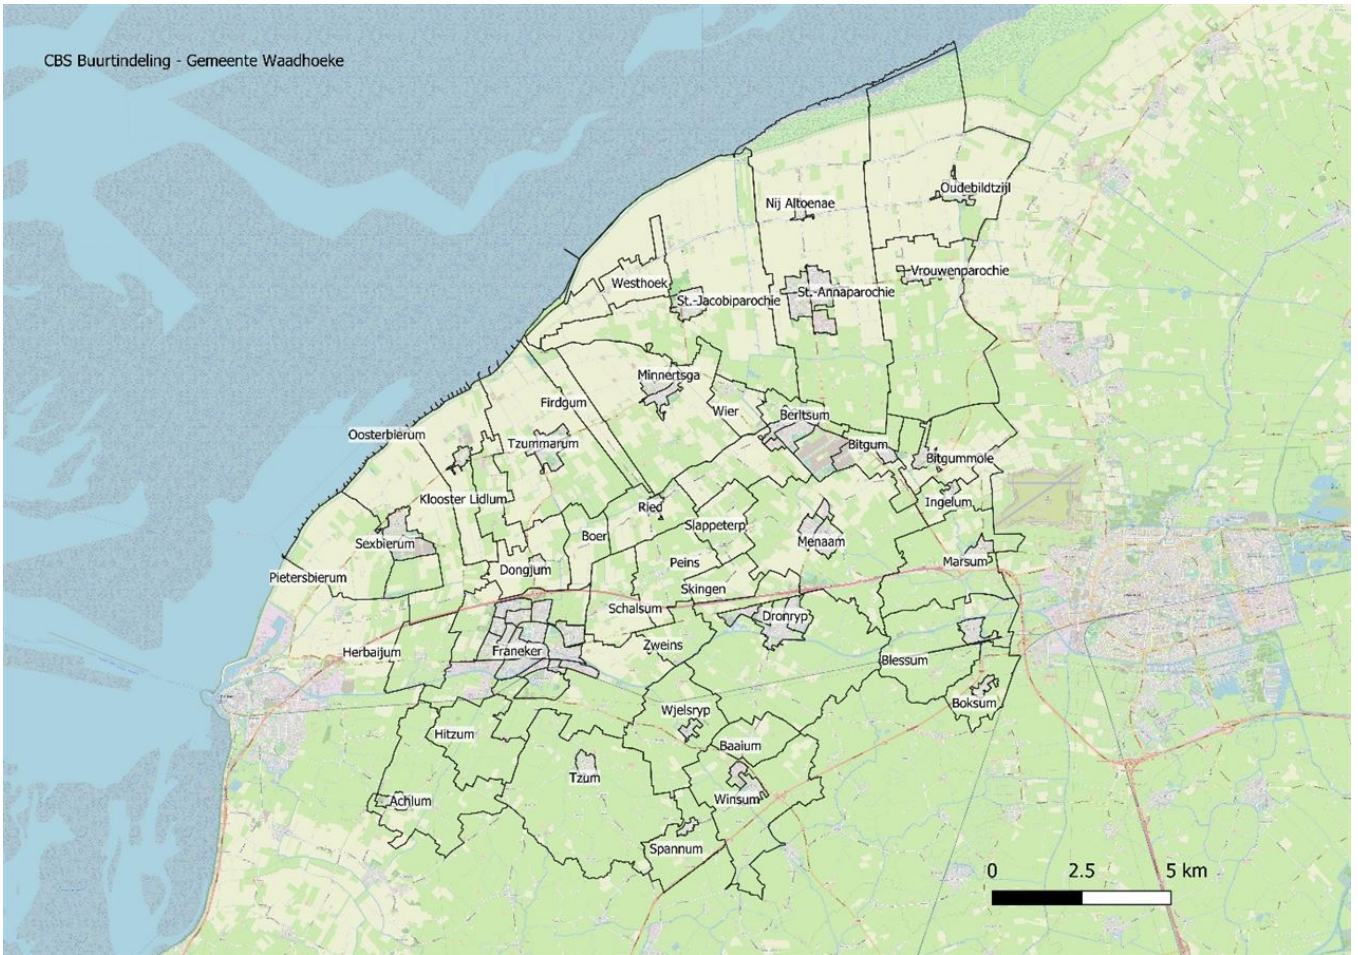 CBS Buurtindeling - Gemeente Waadhoeke
Oudebildtzijl
Nij Altoenae
Vrouwenparochie
Westhoek
St.-Annaparochie
St.-Jacobiparochie
Minnertsga
Firdgum
Wier
Berltsum
Oosterbierum
Tzummarum
Bitgum
Bitgummole
Klooster Lidlum
Ingelum
Ried
Slappeterp
Boer
Menaam
Sexbierum
Marsum
Peins
Dongjum
Pietersbierum
Skingen
Schalsum
Dronryp
Zweins
Herbaijum
Franeker
Blessum
Boksum
Wjelsryp
Hitzum
Baaium
Tzum
Achlum
Winsum
Spannum
0 2.5 5 km